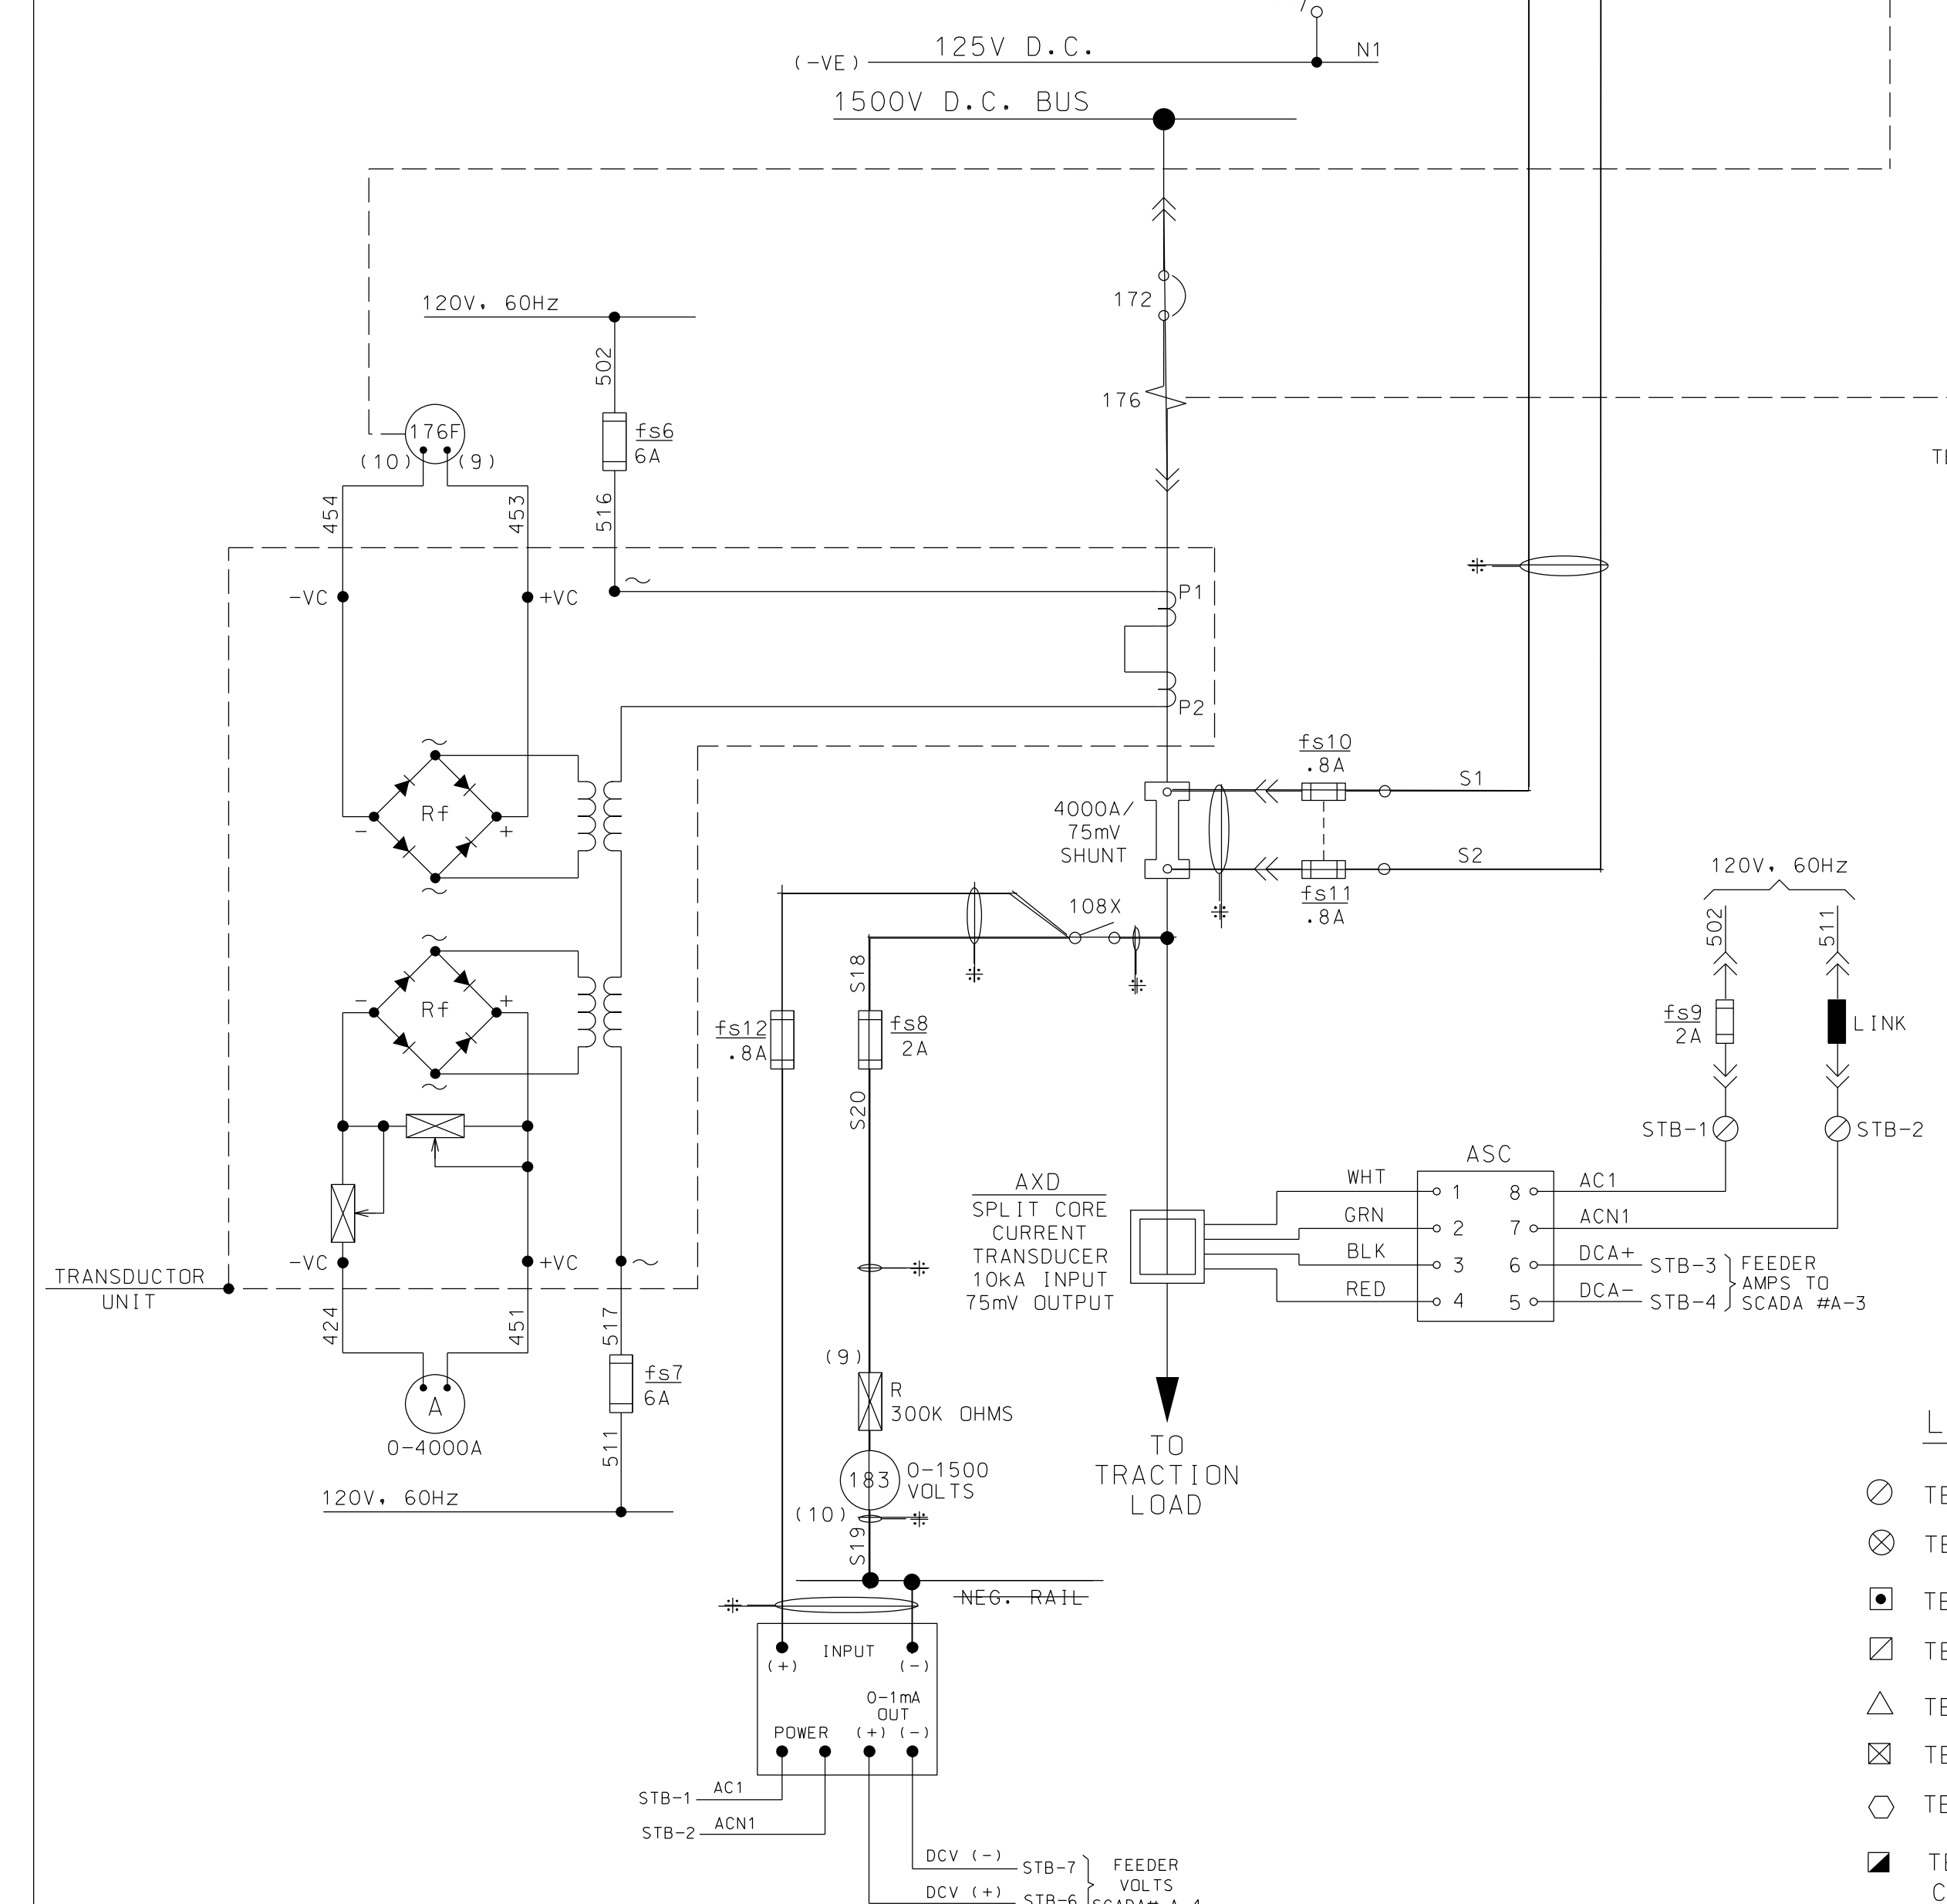 125V D.C.
(-VE)
N1
1500V D.C. BUS
172
120V, 60Hz
502
176
176F
fs6
6A
(10)
(9)
454
453
516
-VC
+VC
P1
P2
fs10
.8A
S1
4000A/
75mV
SHUNT
Rf
-
+
S2
fs11
.8A
120V, 60Hz
108X
502
511
S18
-
Rf
+
fs12
.8A
fs8
2A
fs9
2A
LINK
S20
STB-1
STB-2
AXD
SPLIT CORE
CURRENT
TRANSDUCER
10kA INPUT
75mV OUTPUT
ASC
WHT
1
8
AC1
GRN
2
7
ACN1
BLK
3
6
DCA+
STB-3
RED
4
5
DCA-
STB-4
FEEDER
AMPS TO
SCADA #A-3
-VC
+VC
TRANSDUCTOR
UNIT
424
451
517
(9)
fs7
6A
R
300K OHMS
A
0-4000A
511
TO
TRACTION
LOAD
183
0-1500
VOLTS
(10)
120V, 60Hz
S19
NEG. RAIL
INPUT
(+)
(-)
0-1mA
OUT
POWER
(+)
(-)
STB-1
AC1
STB-2
ACN1
DCV (-)
STB-7
DCV (+)
STB-6
FEEDER
VOLTS
SCADA# A-4